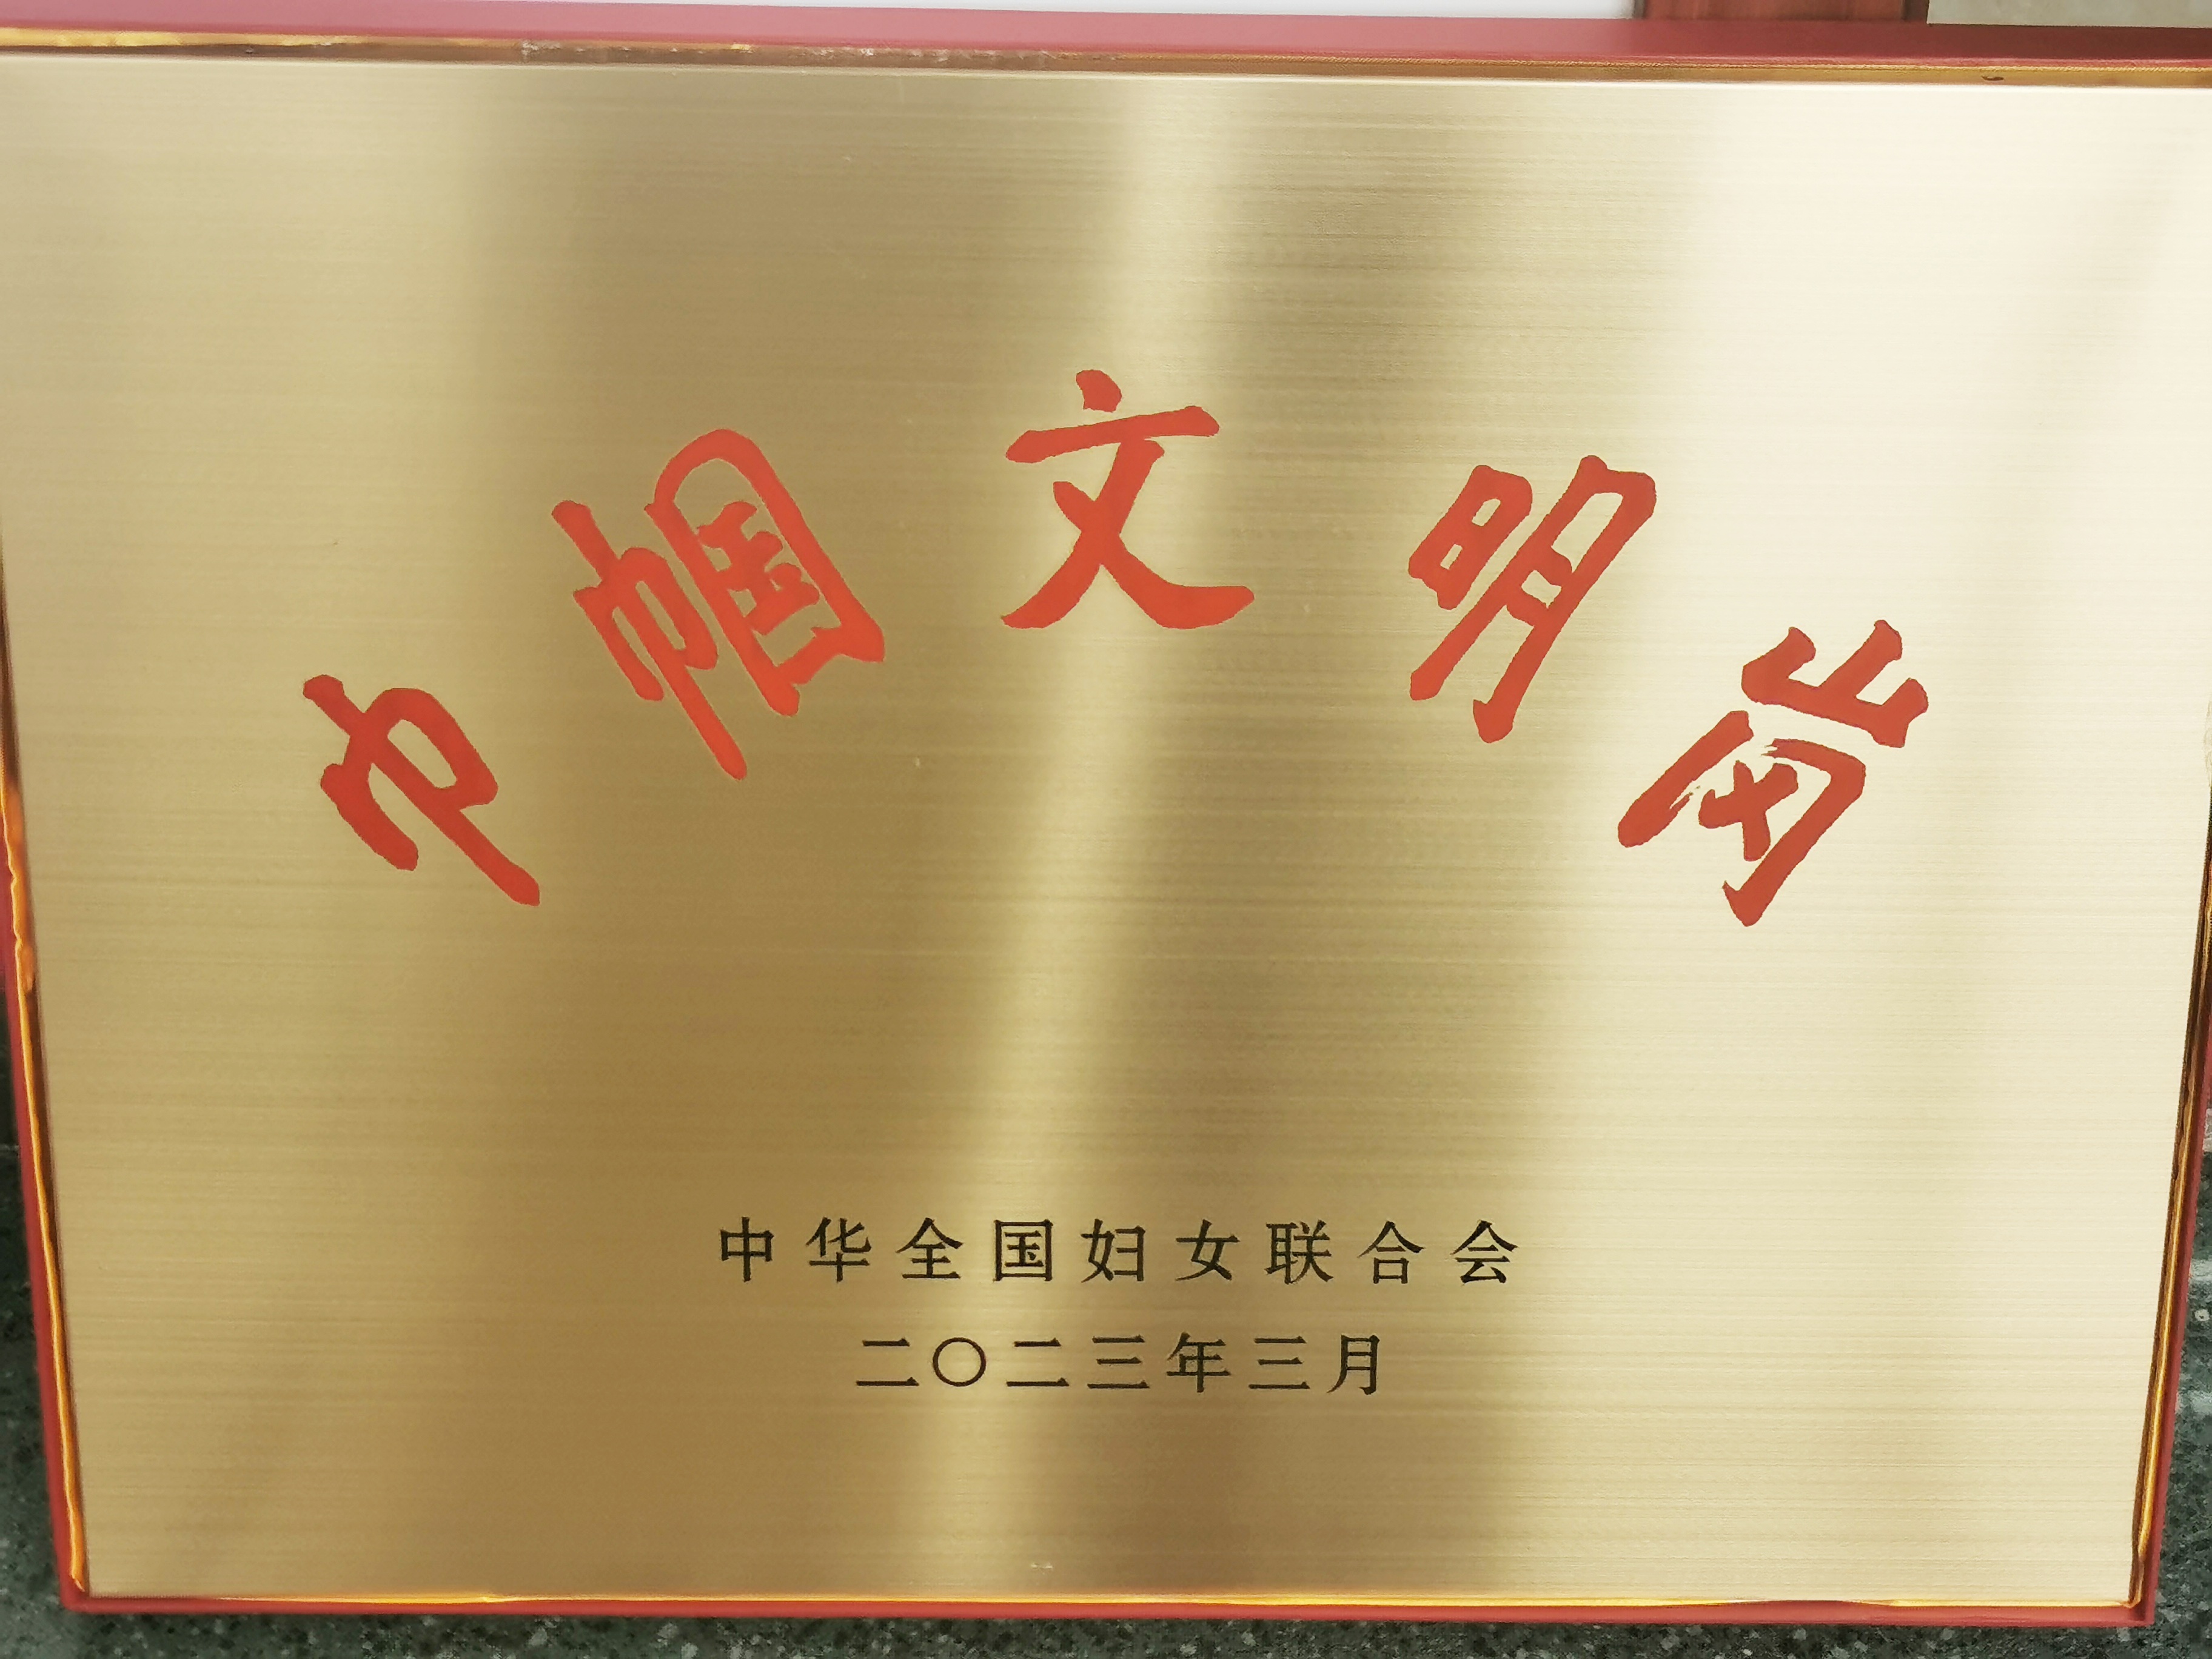 巾帼文明岗
中华全国妇女联合会
二〇二三年三月